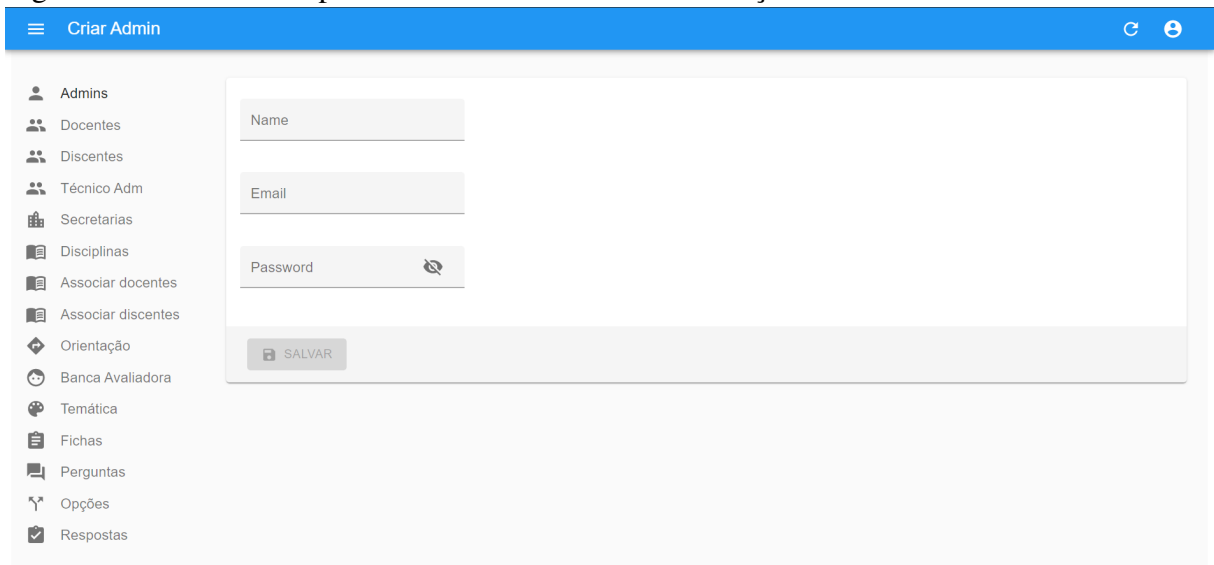 Criar Admin
Admins
Docentes
Discentes
Técnico Adm
Secretarias
Disciplinas
Associar docentes
Associar discentes
Orientação
Banca Avaliadora
Temática
Fichas
Perguntas
Opções
Respostas
Name
Email
Password
SALVAR